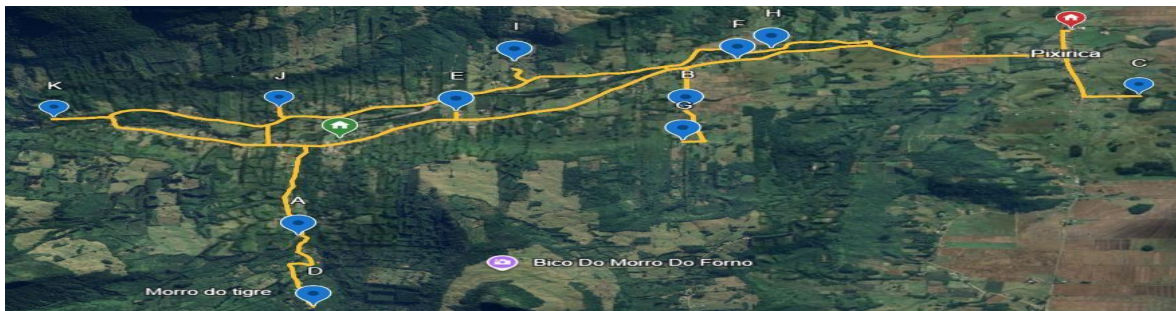 H
I
F
Pixirica
C
B
E
J
K
G
A
Bico Do Morro Do Forno
D
Morro do tigre